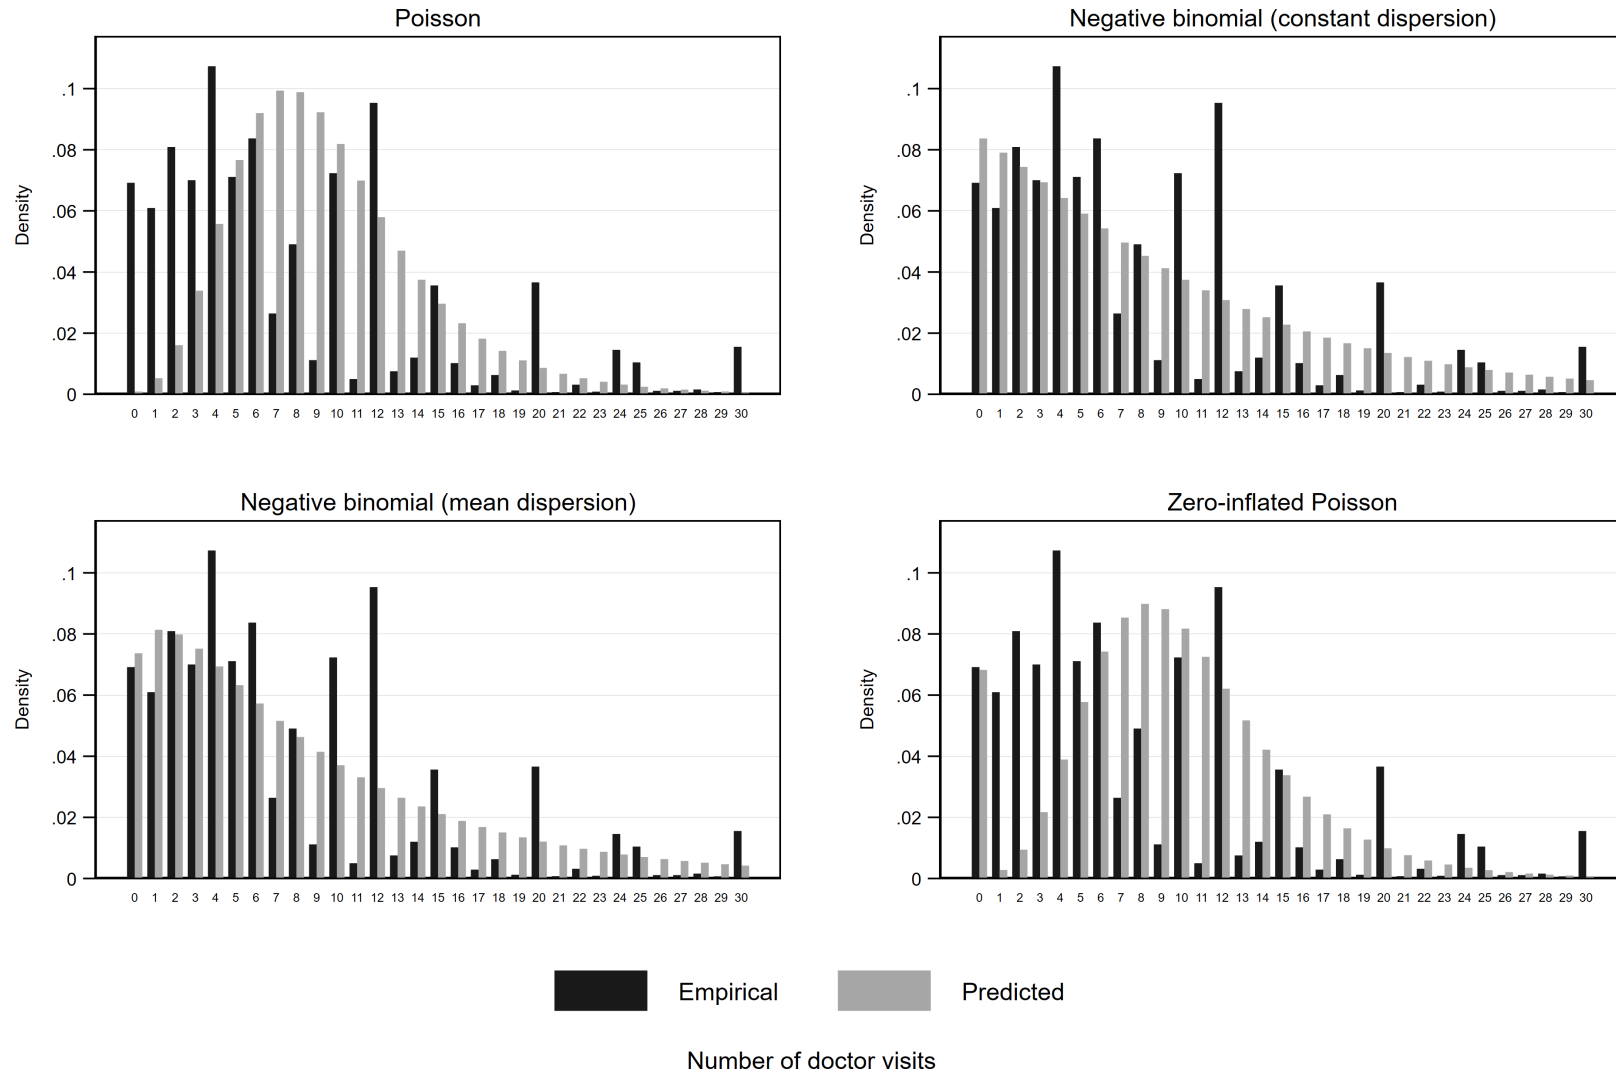 Poisson
Density
.1
.08
.06
.04
.02
0
0 1 2 3 4 5 6 7 8 9 10 11 12 13 14 15 16 17 18 19 20 21 22 23 24 25 26 27 28 29 30
Negative binomial (constant dispersion)
Density
.1
.08
.06
.04
.02
0
0 1 2 3 4 5 6 7 8 9 10 11 12 13 14 15 16 17 18 19 20 21 22 23 24 25 26 27 28 29 30
Negative binomial (mean dispersion)
Density
.1
.08
.06
.04
.02
0
0 1 2 3 4 5 6 7 8 9 10 11 12 13 14 15 16 17 18 19 20 21 22 23 24 25 26 27 28 29 30
Zero-inflated Poisson
Density
.1
.08
.06
.04
.02
0
0 1 2 3 4 5 6 7 8 9 10 11 12 13 14 15 16 17 18 19 20 21 22 23 24 25 26 27 28 29 30
Empirical Predicted
Number of doctor visits